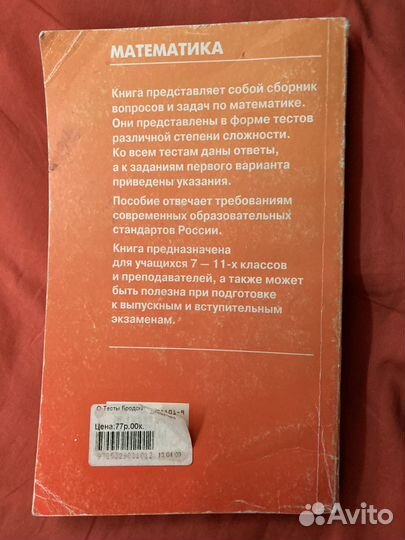 МАТЕМАТИКА
Книга представляет собой сборник
вопросов и задач по математике.
Они представлены в форме тестов
различной степени сложности.
Ко всем тестам даны ответы,
а к заданиям первого варианта
приведены указания.
Пособие отвечает требованиям
современных образовательных
стандартов России.
Книга предназначена
для учащихся 7 — 11-х классов
и преподавателей, а также может
быть полезна при подготовке
к выпускным и вступительным
экзаменам.
Тесты
Цена:77р.00к.
Avito